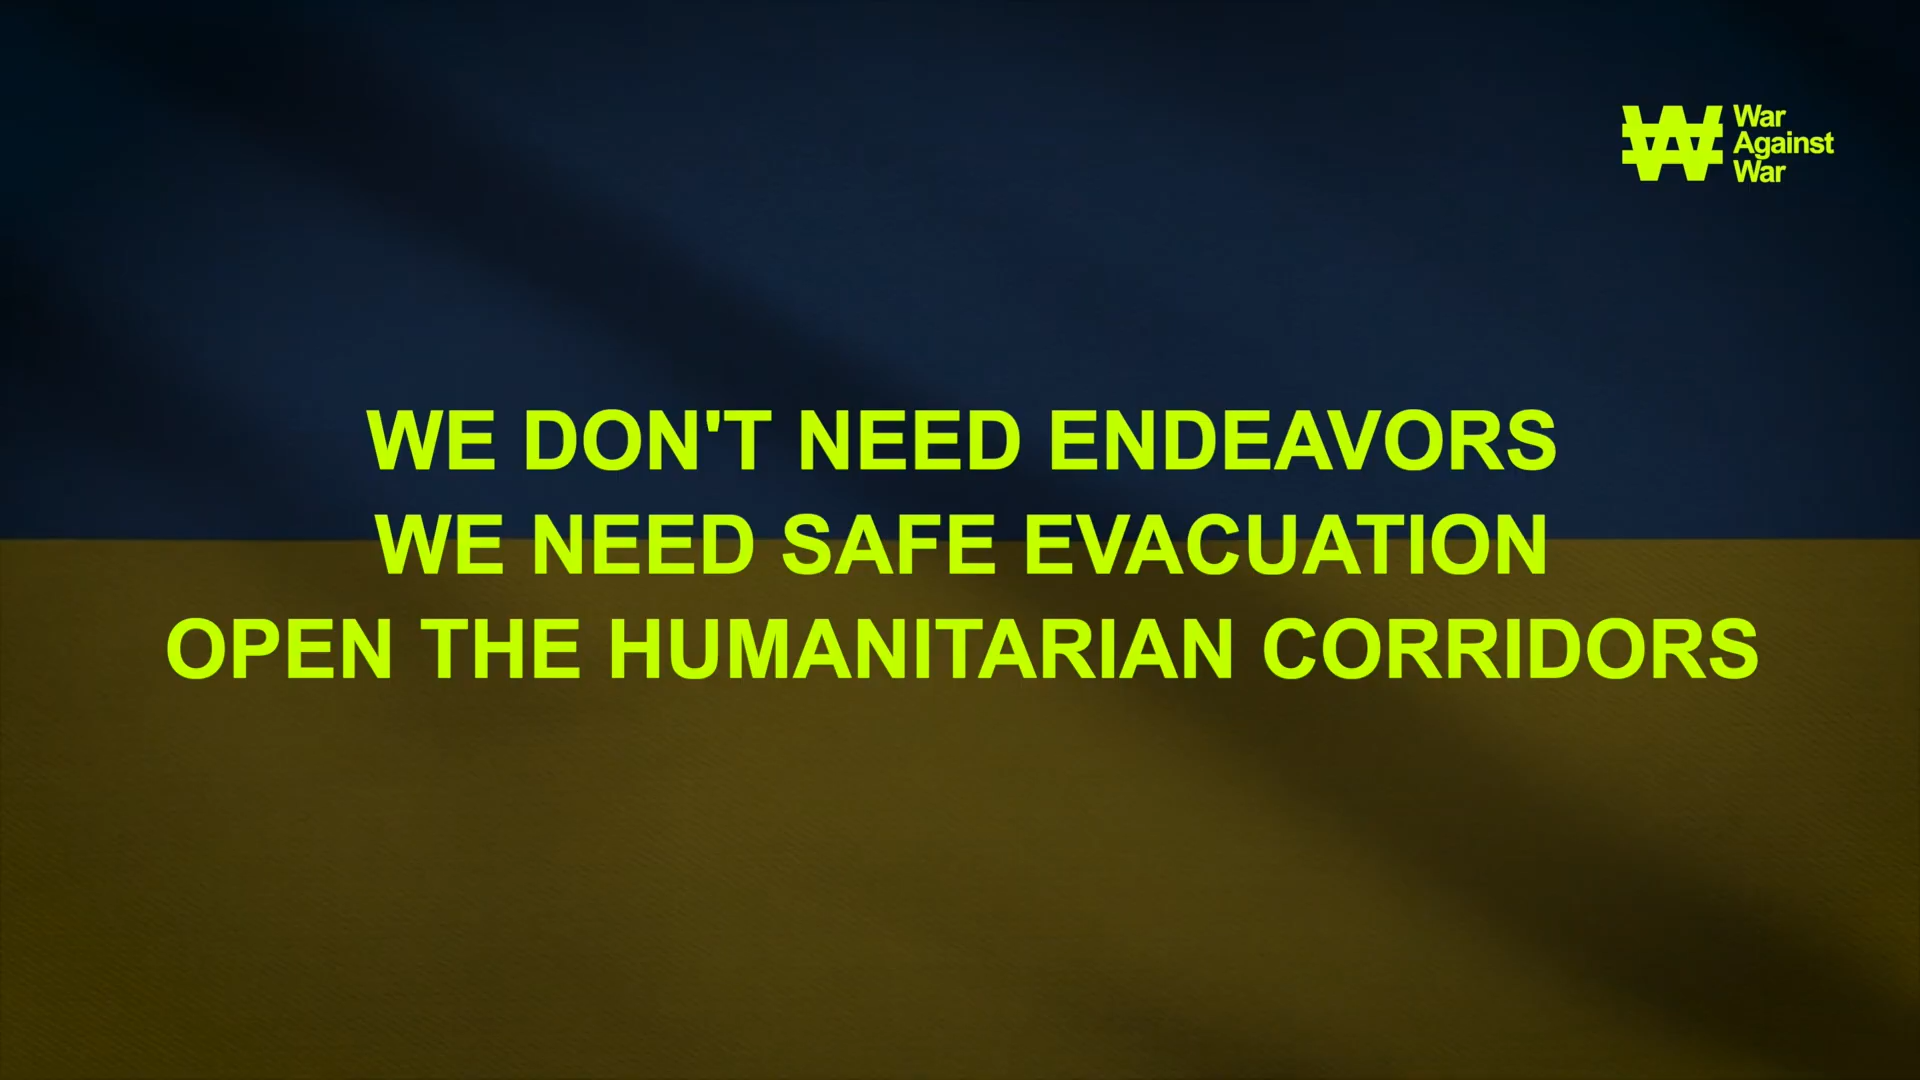 War
Against
War
WE DON'T NEED ENDEAVORS
WE NEED SAFE EVACUATION
OPEN THE HUMANITARIAN CORRIDORS